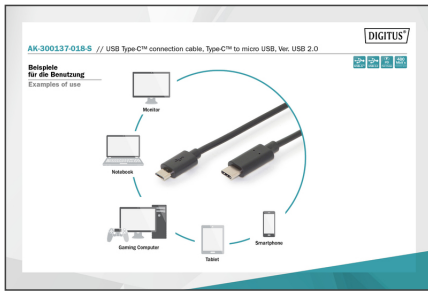 DIGITUS®
AK-300137-018-S // USB Type-C™ connection cable, Type-C™ to micro USB, Ver. USB 2.0
Beispiele
für die Benutzung
Examples of use
Monitor
Notebook
Gaming Computer
Tablet
Smartphone